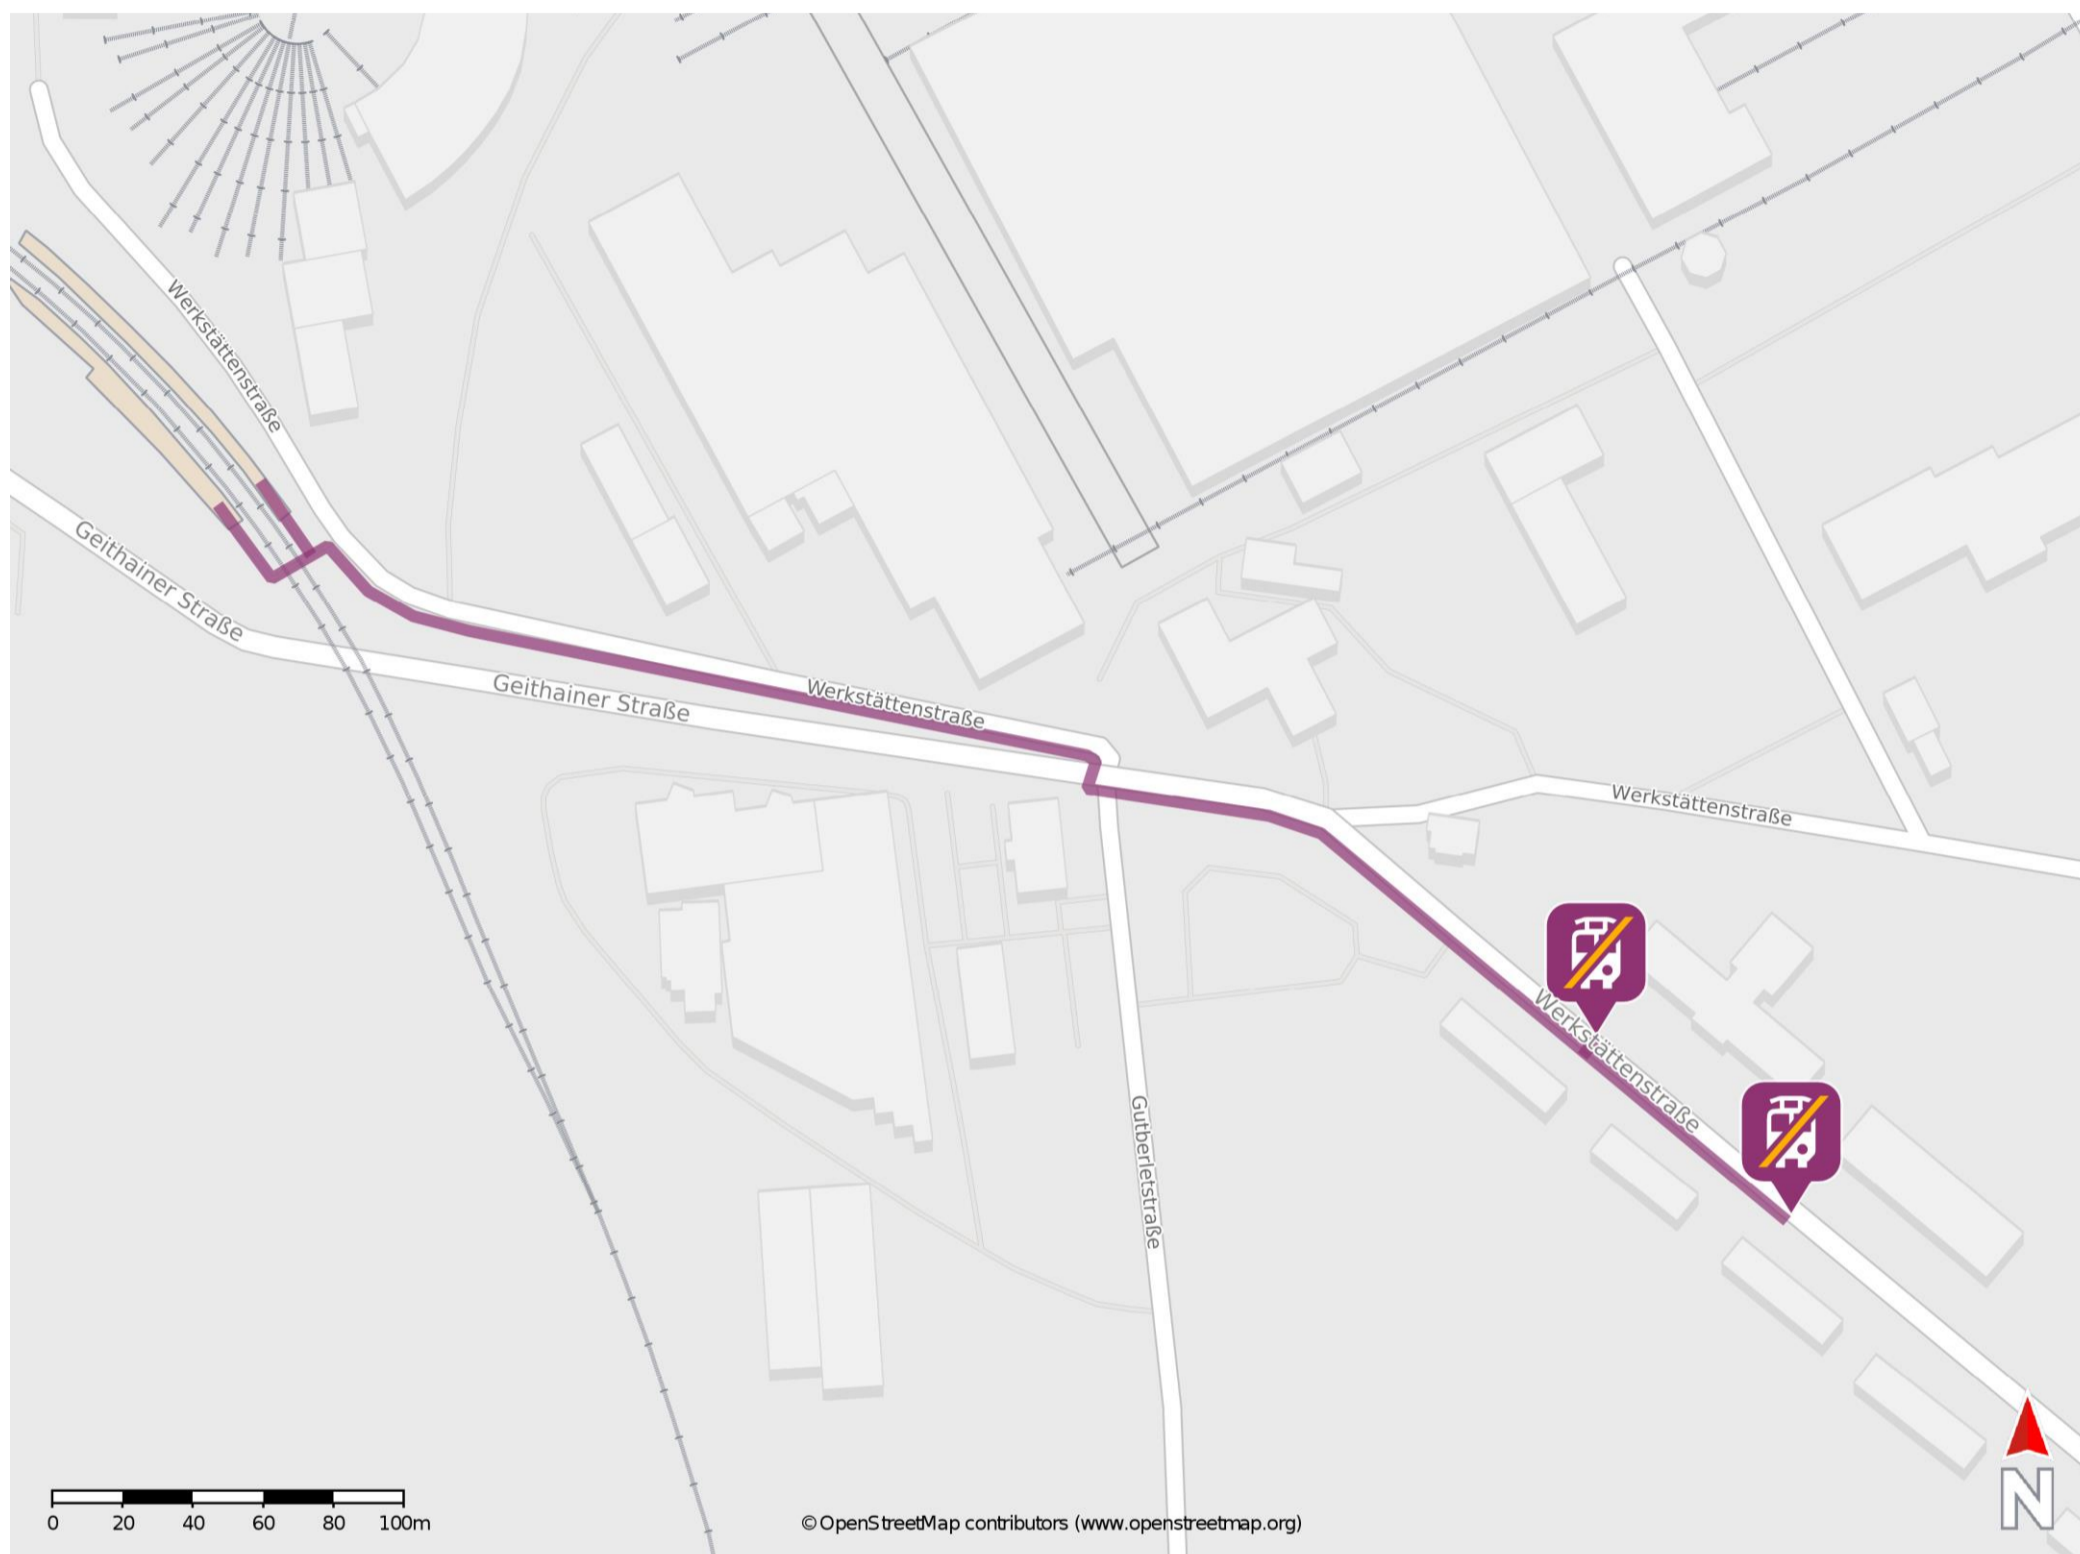 Werkstättenstraße
Geithainer Straße
Geithainer Straße
Werkstättenstraße
Werkstättenstraße
Werkstättenstraße
Gutberletstraße
N
0 20 40 60 80 100m
©OpenStreetMap contributors (www.openstreetmap.org)